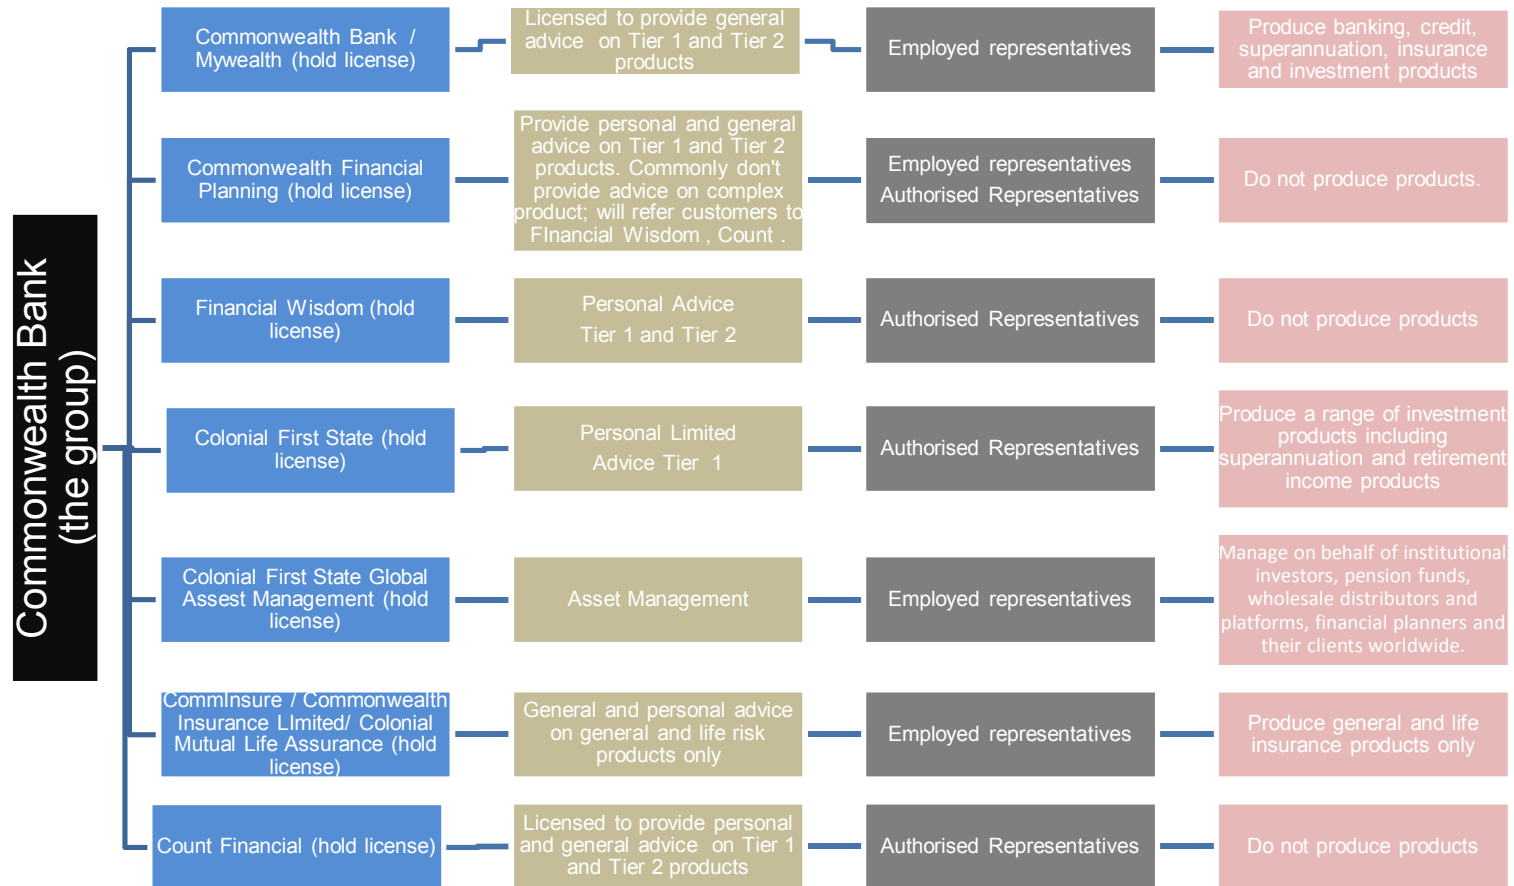 Commonwealth Bank
(the group)
Commonwealth Bank /
Mywealth (hold license)
Licensed to provide general
advice on Tier 1 and Tier 2
products
Employed representatives
Produce banking, credit,
superannuation, insurance
and investment products
Commonwealth Financial
Planning (hold license)
Provide personal and general
advice on Tier 1 and Tier 2
products. Commonly don't
provide advice on complex
product; will refer customers to
FInancial Wisdom , Count .
Employed representatives
Authorised Representatives
Do not produce products.
Financial Wisdom (hold
license)
Personal Advice
Tier 1 and Tier 2
Authorised Representatives
Do not produce products
Colonial First State (hold
license)
Personal Limited
Advice Tier 1
Authorised Representatives
Produce a range of investment
products including
superannuation and retirement
income products
Colonial First State Global
Assest Management (hold
license)
Asset Management
Employed representatives
Manage on behalf of institutional
investors, pension funds,
wholesale distributors and
platforms, financial planners and
their clients worldwide.
CommInsure / Commonwealth
Insurance LImited/ Colonial
Mutual Life Assurance (hold
license)
General and personal advice
on general and life risk
products only
Employed representatives
Produce general and life
insurance products only
Count Financial (hold license)
Licensed to provide personal
and general advice on Tier 1
and Tier 2 products
Authorised Representatives
Do not produce products